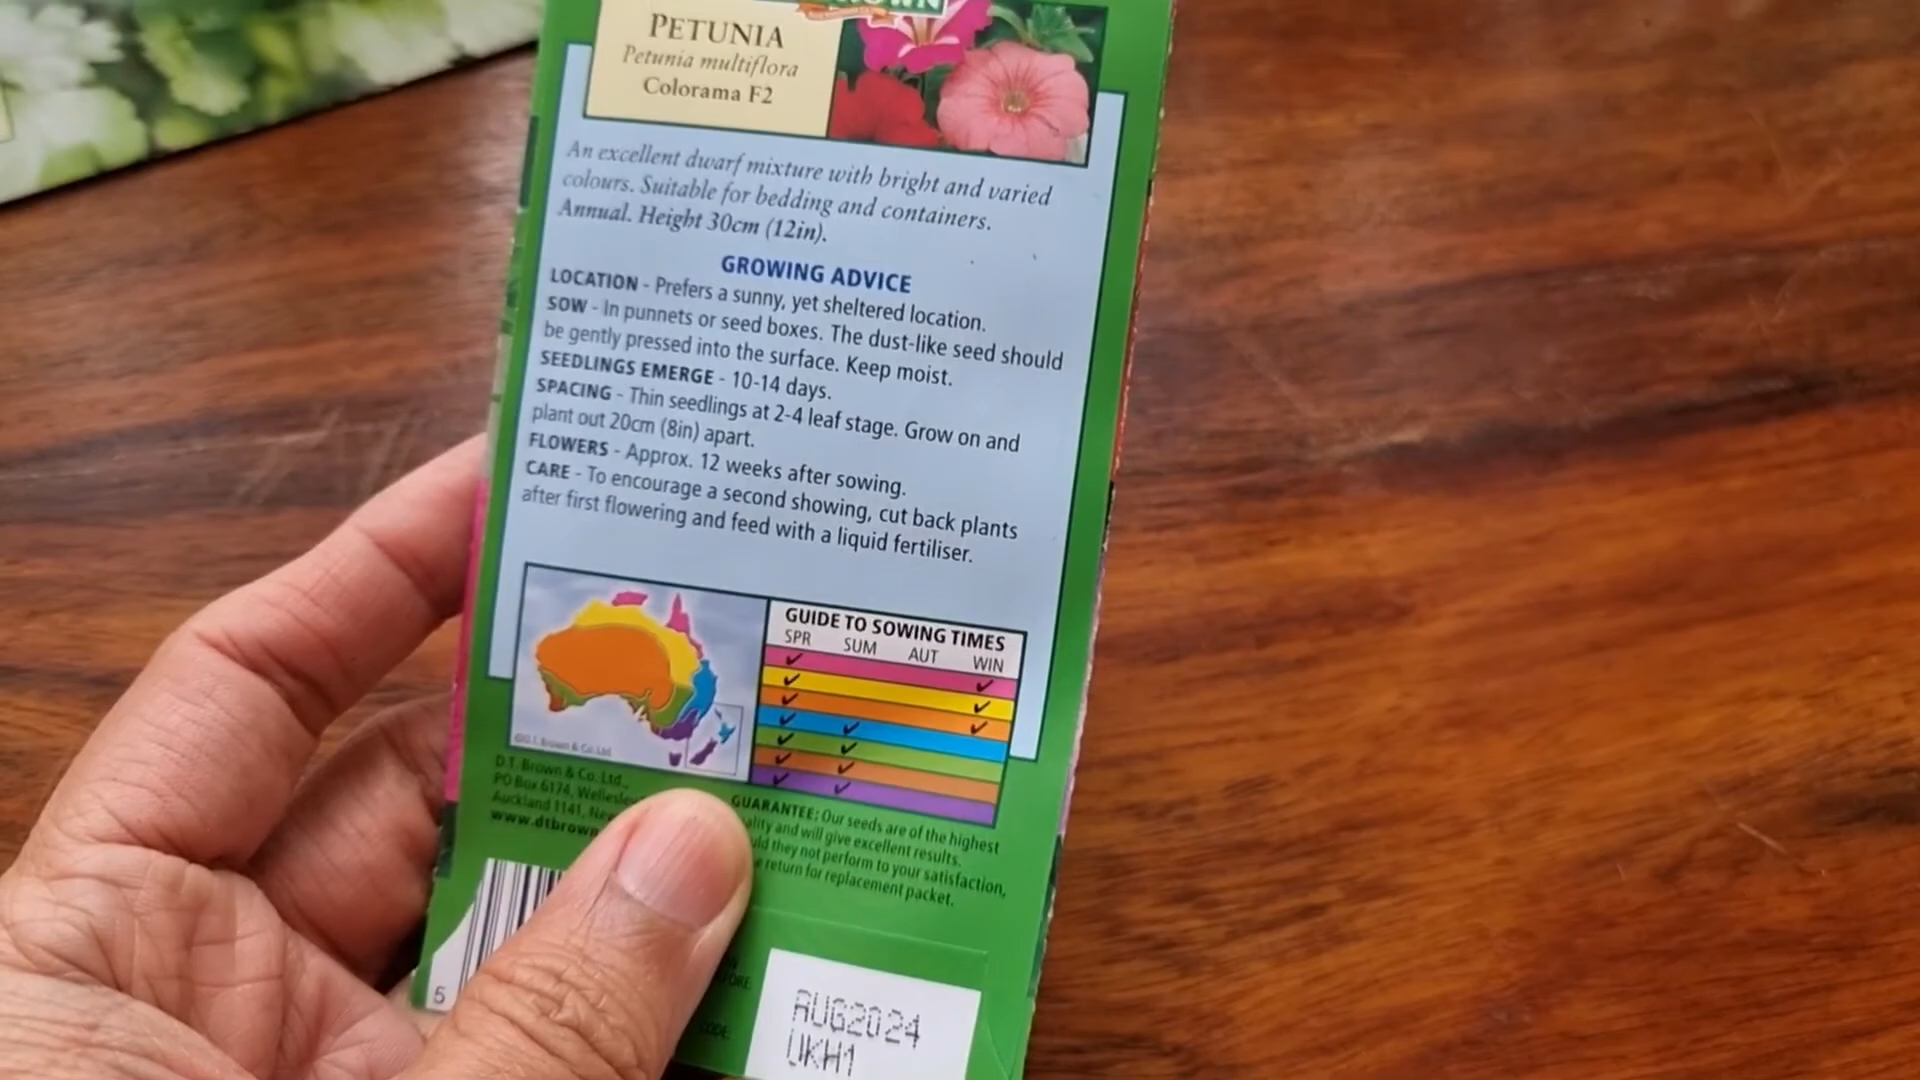 BROWN
PETUNIA
Petunia multiflora
Colorama F2
An excellent dwarf mixture with bright and varied
colours. Suitable for bedding and containers.
Annual. Height 30cm (12in).
GROWING ADVICE
LOCATION - Prefers a sunny, yet sheltered location.
SOW - In punnets or seed boxes. The dust-like seed should
be gently pressed into the surface. Keep moist.
SEEDLINGS EMERGE - 10-14 days.
SPACING - Thin seedlings at 2-4 leaf stage. Grow on and
plant out 20cm (8in) apart.
FLOWERS - Approx. 12 weeks after sowing.
CARE - To encourage a second showing, cut back plants
after first flowering and feed with a liquid fertiliser.
©D.T. Brown & Co. Ltd.
GUIDE TO SOWING TIMES
SPR SUM AUT WIN
D.T. Brown & Co. Ltd.,
PO Box 6174,
Auckland 1141,
www.dtbrown
GUARANTEE: Our seeds are of the highest
and will give excellent results.
they not perform to your satisfaction,
return for replacement packet.
5
AUG2024
UKH1